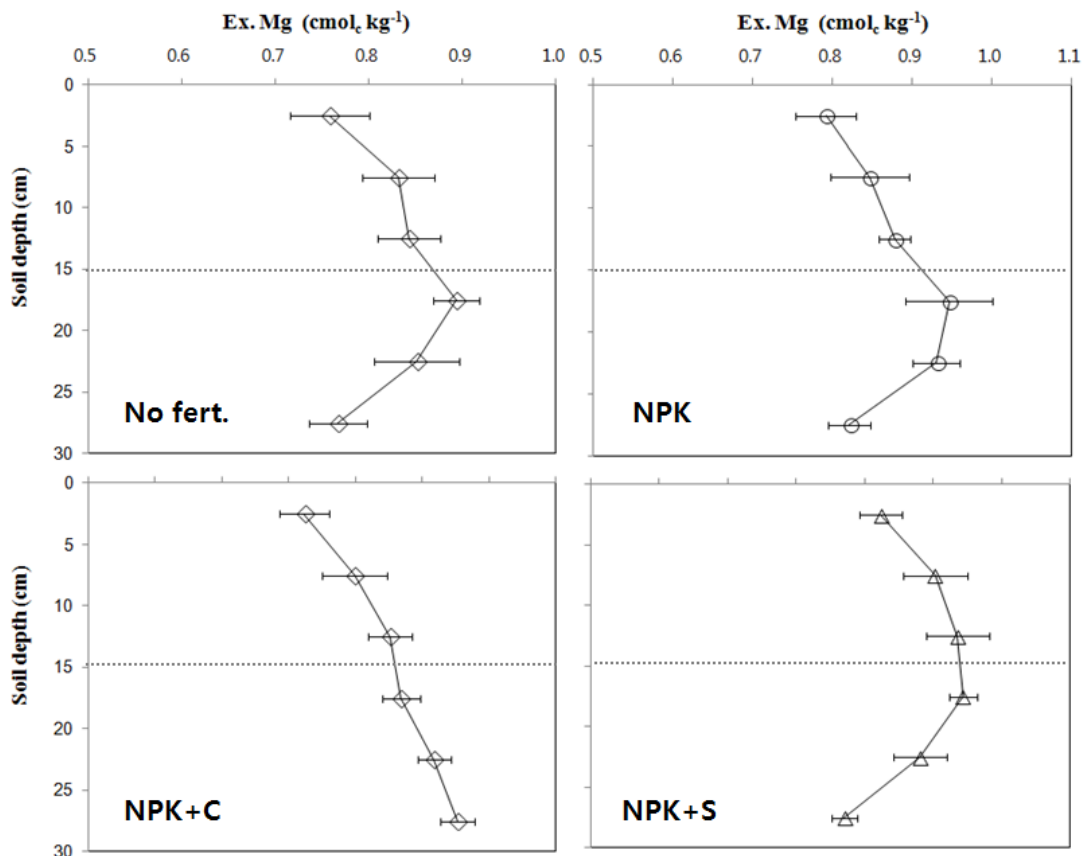 Ex. Mg (cmolc kg-1)
Ex. Mg (cmolc kg-1)
0.5 0.6 0.7 0.8 0.9 1.0
0.5 0.6 0.7 0.8 0.9 1.0 1.1
0
5
10
15
20
25
30
Soil depth (cm)
No fert.
NPK
0
5
10
15
20
25
30
Soil depth (cm)
NPK+C
NPK+S